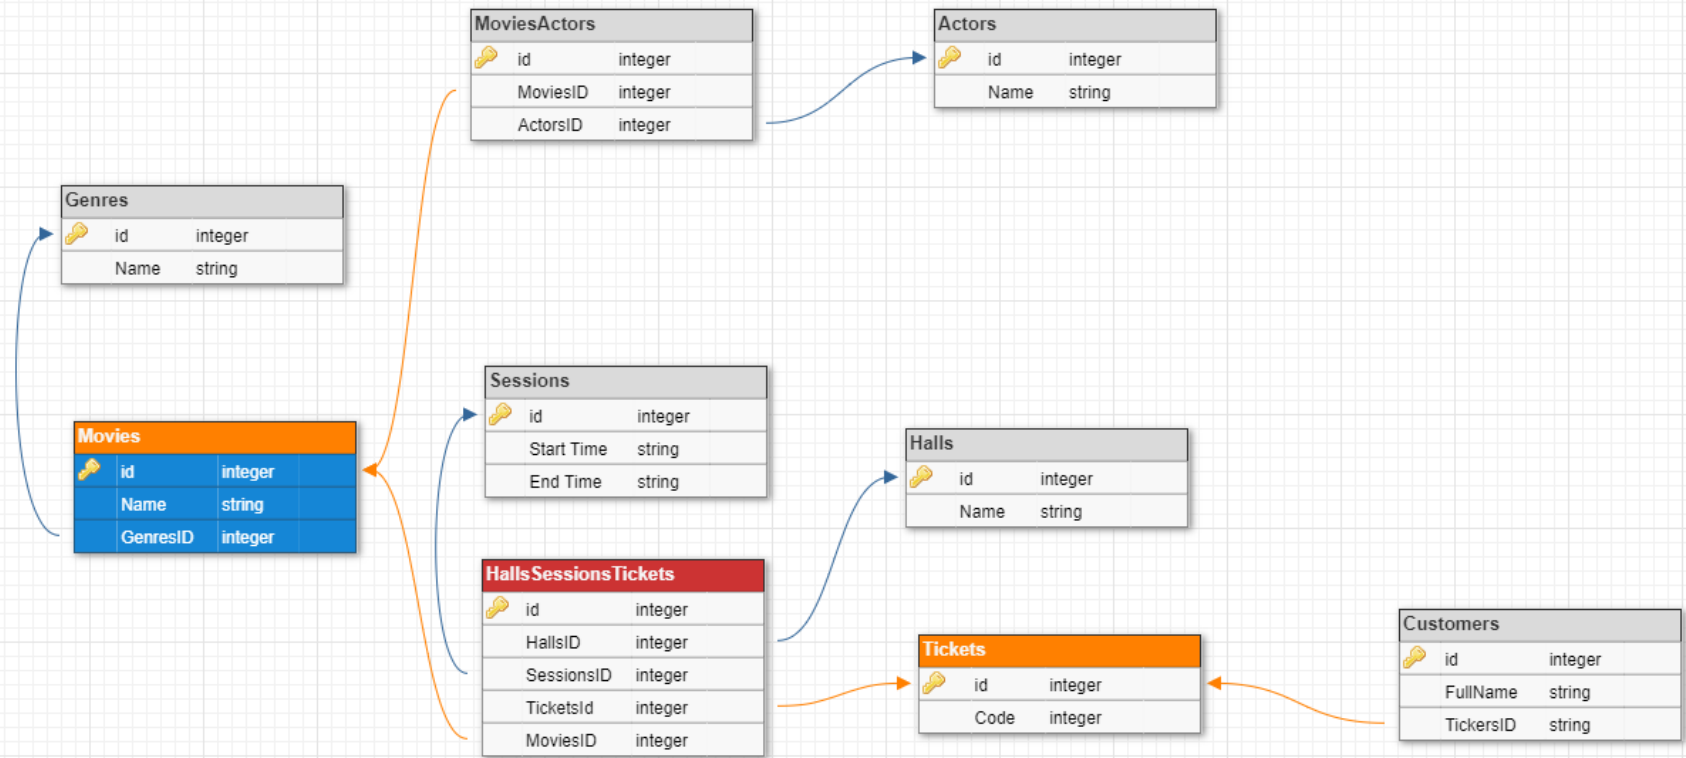 MoviesActors
id integer
MoviesID integer
ActorsID integer
Actors
id integer
Name string
Genres
id integer
Name string
Movies
id integer
Name string
GenresID integer
Sessions
id integer
Start Time string
End Time string
Halls
id integer
Name string
HallsSessionsTickets
id integer
HallsID integer
SessionsID integer
TicketsId integer
MoviesID integer
Tickets
id integer
Code integer
Customers
id integer
FullName string
TickersID string